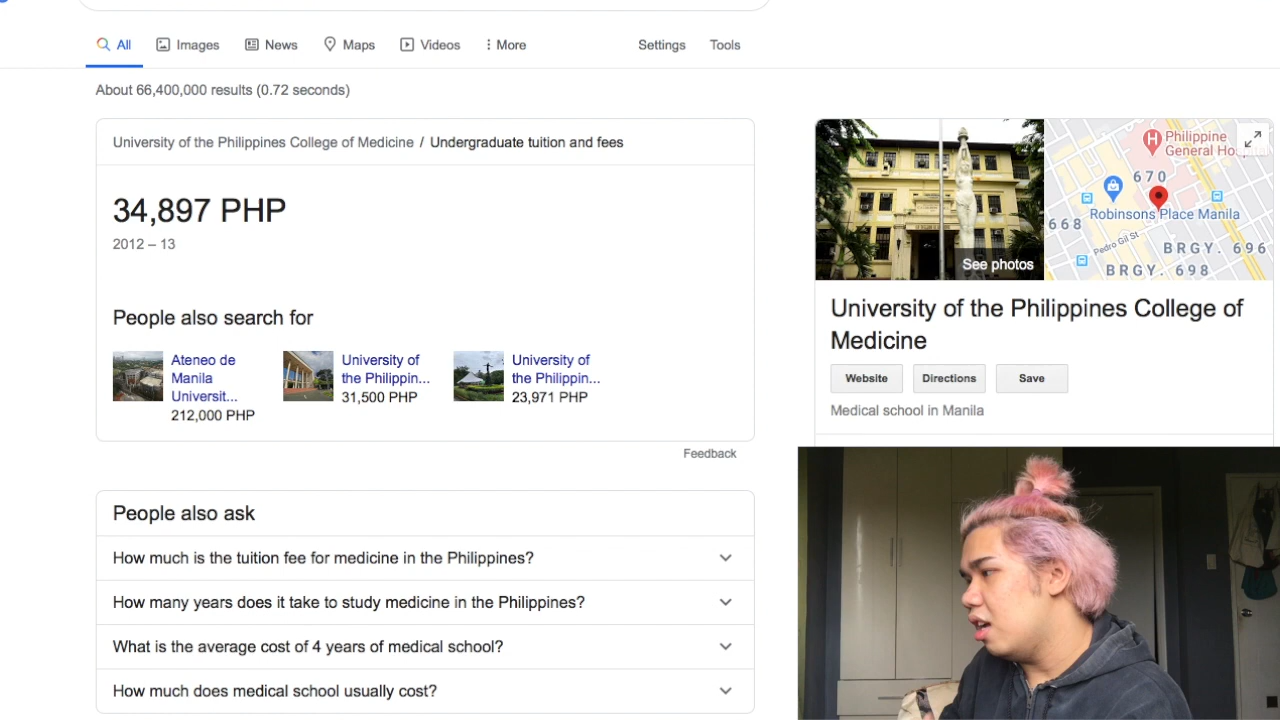 All
Images
News
Maps
Videos
More
Settings
Tools
About 66,400,000 results (0.72 seconds)
University of the Philippines College of Medicine / Undergraduate tuition and fees
34,897 PHP
2012 – 13
People also search for
Ateneo de
Manila
Universit...
212,000 PHP
University of
the Philippin...
31,500 PHP
University of
the Philippin...
23,971 PHP
Feedback
People also ask
How much is the tuition fee for medicine in the Philippines?
How many years does it take to study medicine in the Philippines?
What is the average cost of 4 years of medical school?
How much does medical school usually cost?
See photos
H
Philippine
General
670
Robinsons Place Manila
668
Pedro Gil St
BRGY. 696
BRGY. 698
University of the Philippines College of
Medicine
Website
Directions
Save
Medical school in Manila